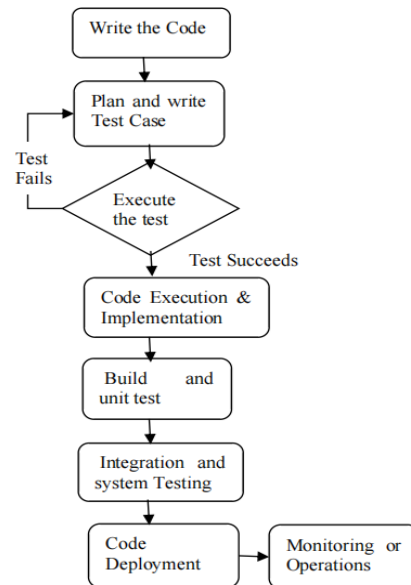 Write the Code
Plan and write
Test Case
Test
Fails
Execute
the test
Test Succeeds
Code Execution &
Implementation
Build and
unit test
Integration and
system Testing
Code
Deployment
Monitoring or
Operations